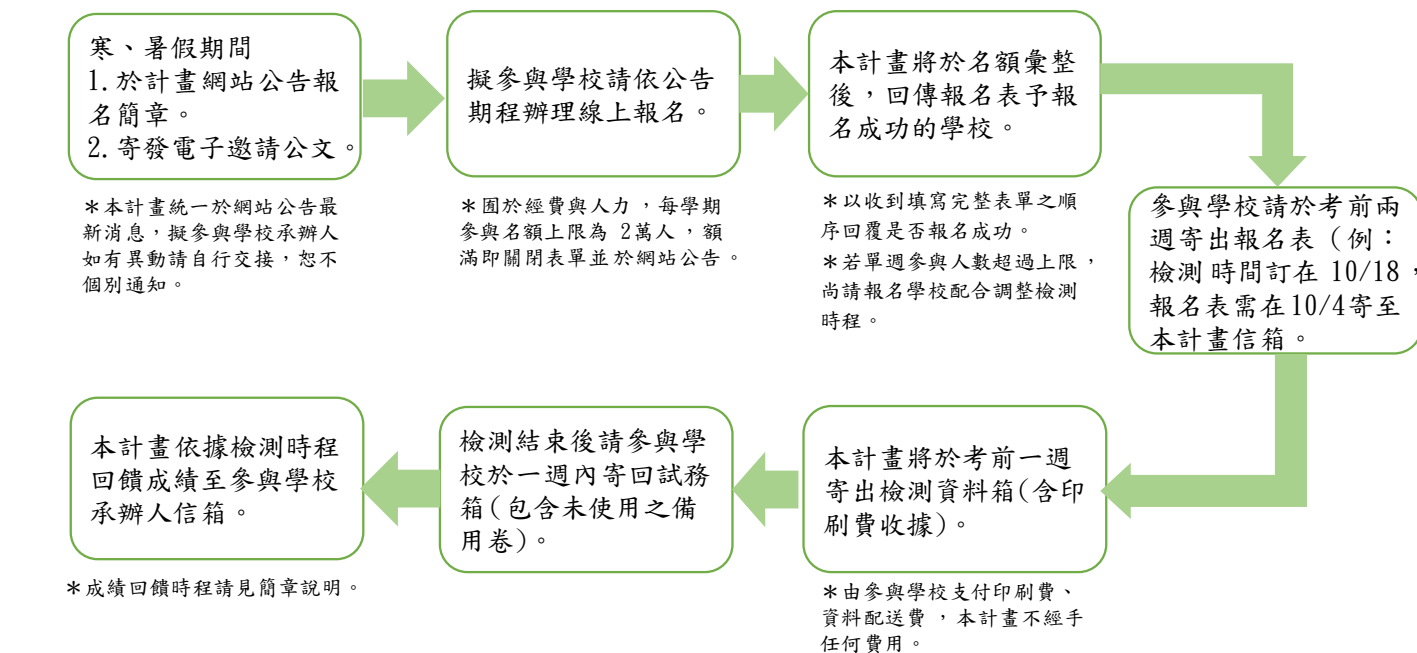 寒、暑假期間
1.於計畫網站公告報
名簡章。
2.寄發電子邀請公文。
＊本計畫統一於網站公告最
新消息，擬參與學校承辦人
如有異動請自行交接，恕不
個別通知。
擬參與學校請依公告
期程辦理線上報名。
＊囿於經費與人力，每學期
參與名額上限為 2萬人，額
滿即關閉表單並於網站公告。
本計畫將於名額彙整
後，回傳報名表予報
名成功的學校。
＊以收到填寫完整表單之順
序回覆是否報名成功。
＊若單週參與人數超過上限，
尚請報名學校配合調整檢測
時程。
參與學校請於考前兩
週寄出報名表（例：
檢測時間訂在 10/18，
報名表需在10/4寄至
本計畫信箱。
本計畫將於考前一週
寄出檢測資料箱(含印
刷費收據)。
＊由參與學校支付印刷費、
資料配送費，本計畫不經手
任何費用。
檢測結束後請參與學
校於一週內寄回試務
箱(包含未使用之備
用卷)。
本計畫依據檢測時程
回饋成績至參與學校
承辦人信箱。
＊成績回饋時程請見簡章說明。